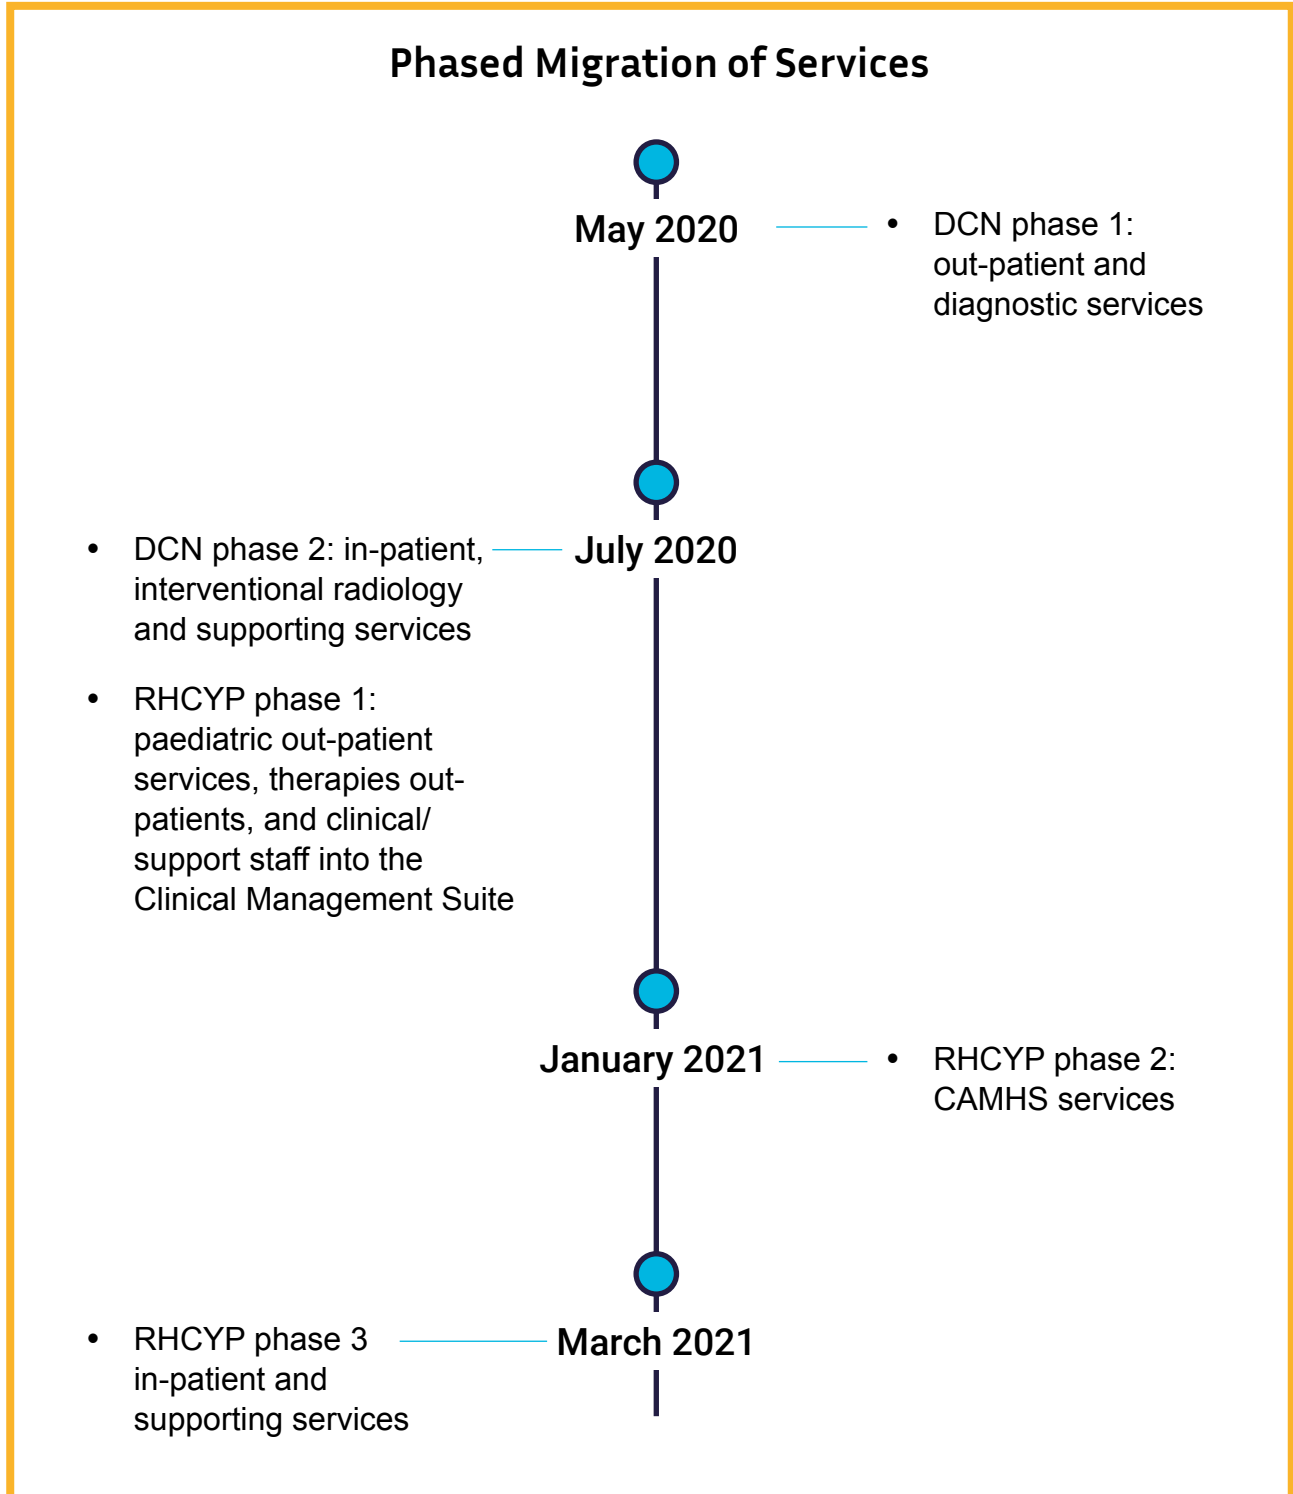 Phased Migration of Services
May 2020
• DCN phase 1:
out-patient and
diagnostic services
July 2020
• DCN phase 2: in-patient,
interventional radiology
and supporting services
• RHCYP phase 1:
paediatric out-patient
services, therapies out-
patients, and clinical/
support staff into the
Clinical Management Suite
January 2021
• RHCYP phase 2:
CAMHS services
March 2021
• RHCYP phase 3
in-patient and
supporting services